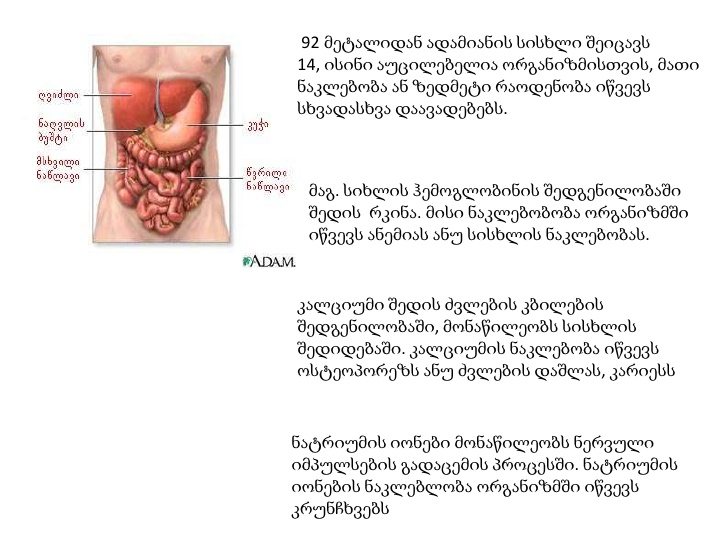 92 მეტალიდან ადამიანის სისხლი შეიცავს
14, ისინი აუცილებელია ორგანიზმისთვის, მათი
ნაკლებობა ან ზედმეტი რაოდენობა იწვევს
სხვადასხვა დაავადებებს.
ღვიძლი
ნაღვლის
ბუშტი
მსხვილი
ნაწლავი
კუჭი
წვრილი
ნაწლავი
ADAM.
მაგ. სიხლის ჰემოგლობინის შედგენილობაში
შედის რკინა. მისი ნაკლებობობა ორგანიზმში
იწვევს ანემიას ანუ სისხლის ნაკლებობას.
კალციუმი შედის ძვლების კბილების
შედგენილობაში, მონაწილეობს სისხლის
შედიდებაში. კალციუმის ნაკლებობა იწვევს
ოსტეოპორეზს ანუ ძვლების დაშლას, კარიესს
ნატრიუმის იონები მონაწილეობს ნერვული
იმპულსების გადაცემის პროცესში. ნატრიუმის
იონების ნაკლებლობა ორგანიზმში იწვევს
კრუნჩხვებს